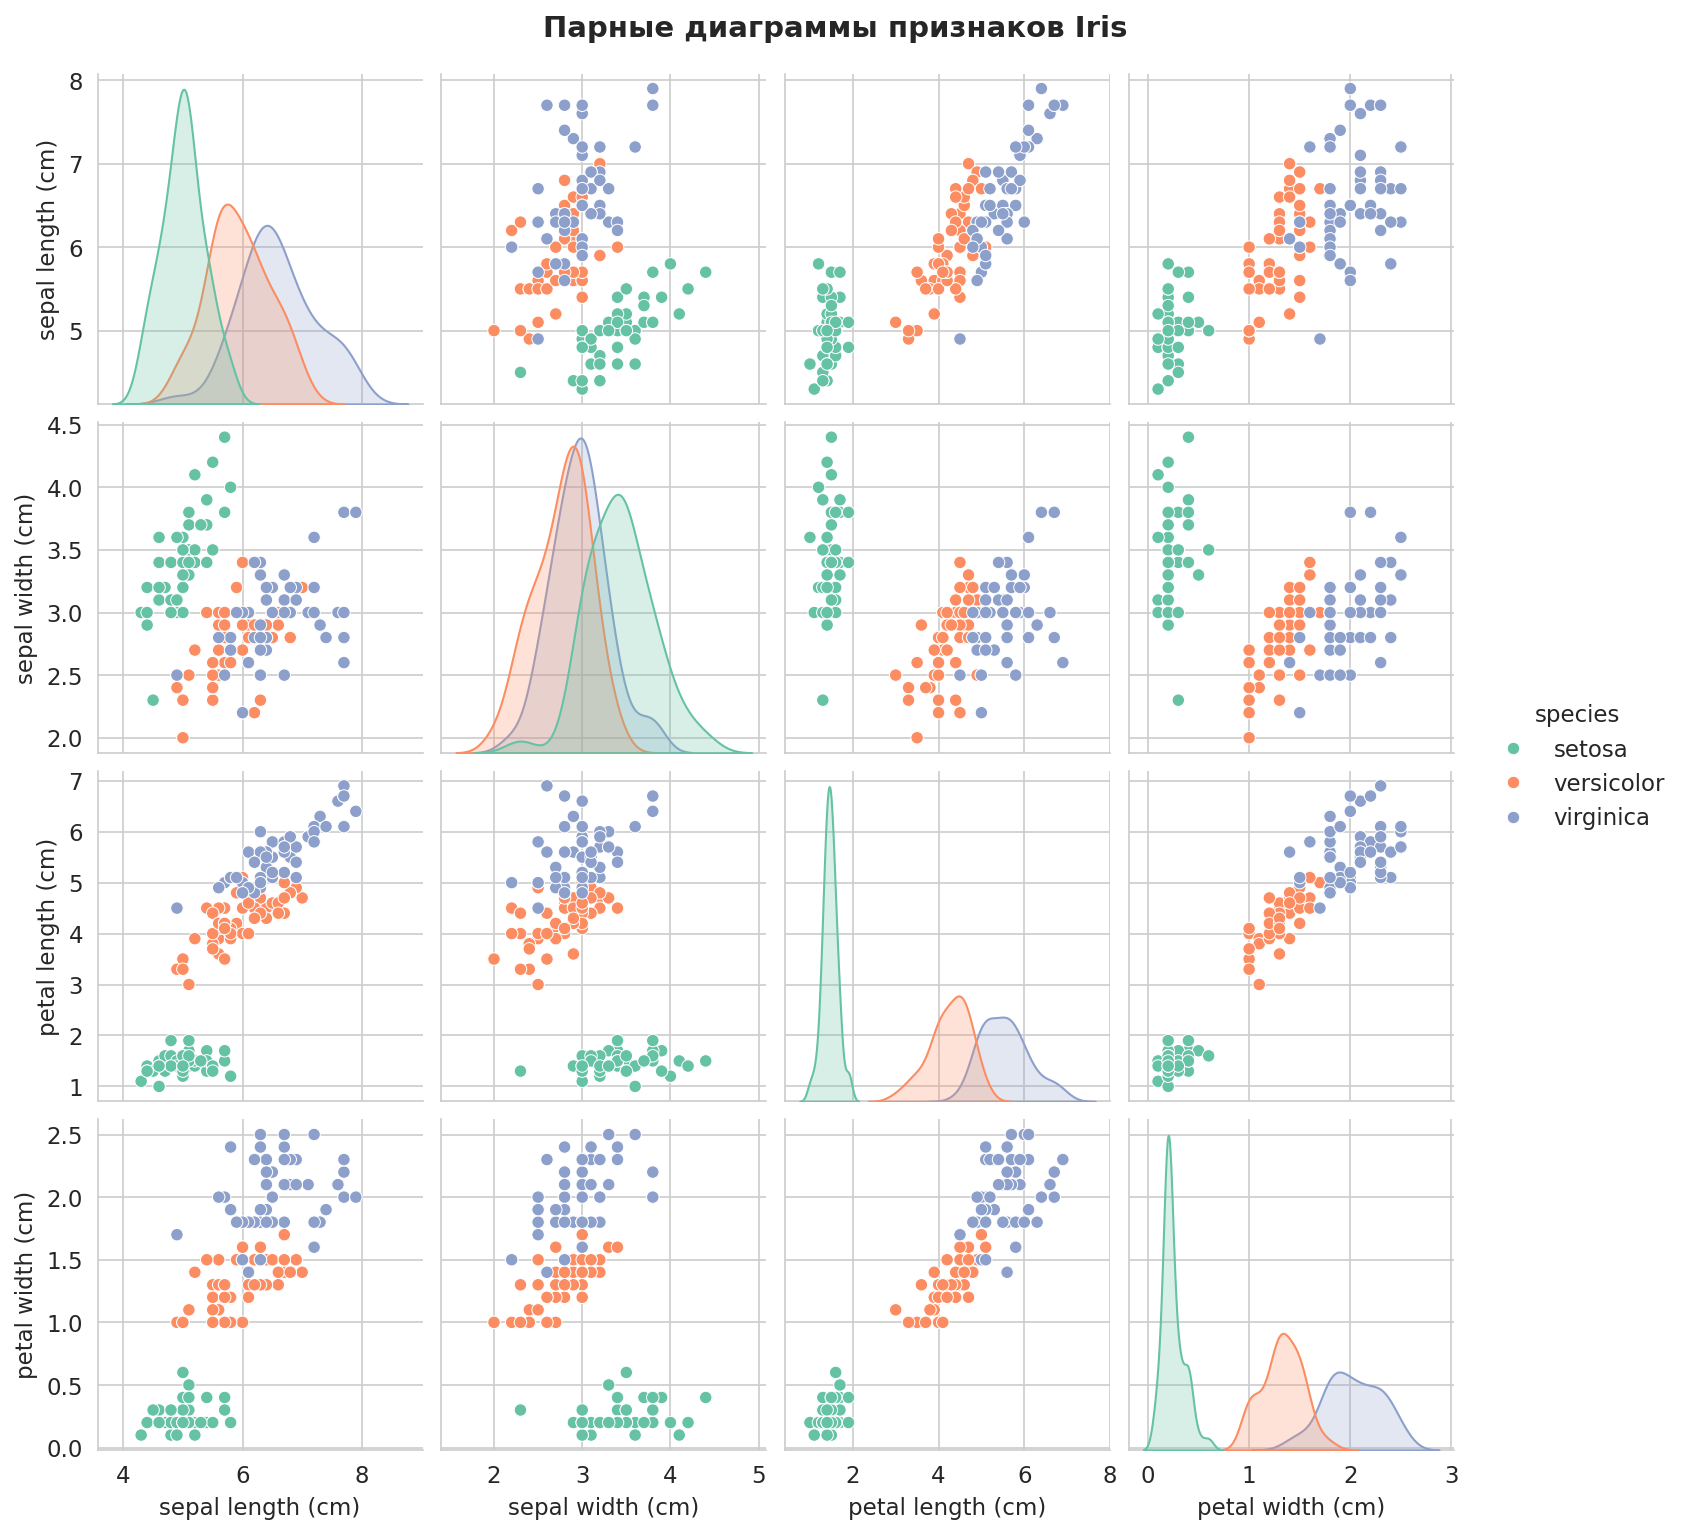 Парные диаграммы признаков Iris
8
7
6
5
sepal length (cm)
4.5
4.0
3.5
3.0
2.5
2.0
sepal width (cm)
7
6
5
4
3
2
1
petal length (cm)
2.5
2.0
1.5
1.0
0.5
0.0
petal width (cm)
4 6 8
2 3 4 5
2 4 6 8
0 1 2 3
sepal length (cm)
sepal width (cm)
petal length (cm)
petal width (cm)
species
setosa
versicolor
virginica